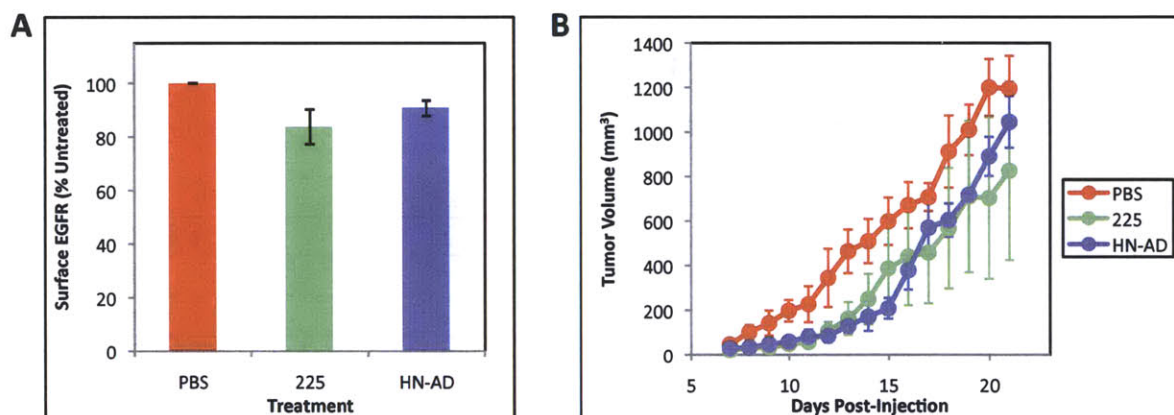 A
Surface EGFR (% Untreated)
100
80
60
40
20
0
PBS
225
HN-AD
Treatment
B
Tumor Volume (mm³)
1400
1200
1000
800
600
400
200
0
5
10
15
20
Days Post-Injection
PBS
225
HN-AD